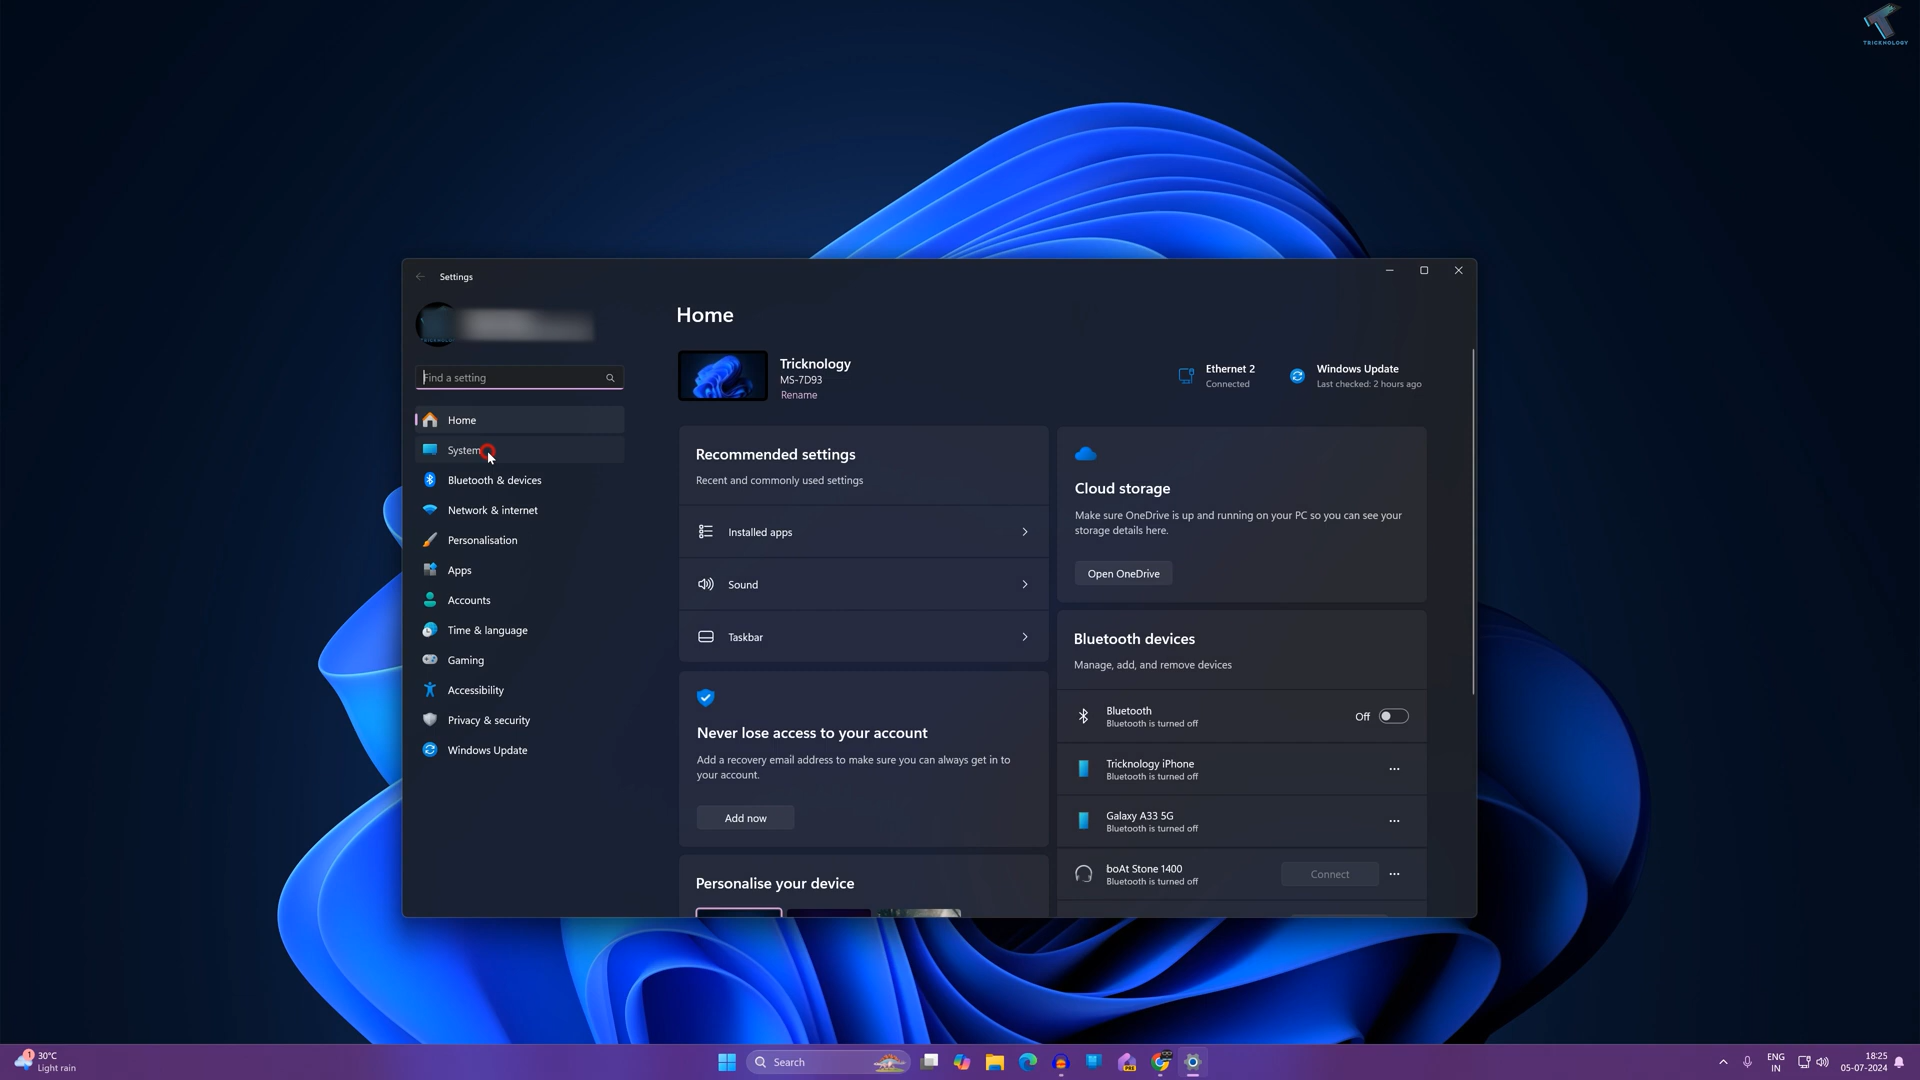 TRICKNOLOGY
Settings
Find a setting
Home
System
Bluetooth & devices
Network & internet
Personalisation
Apps
Accounts
Time & language
Gaming
Accessibility
Privacy & security
Windows Update
Home
Tricknology
MS-7D93
Rename
Ethernet 2
Connected
Windows Update
Last checked: 2 hours ago
Recommended settings
Recent and commonly used settings
Installed apps
Sound
Taskbar
Never lose access to your account
Add a recovery email address to make sure you can always get in to
your account.
Add now
Personalise your device
Cloud storage
Make sure OneDrive is up and running on your PC so you can see your
storage details here.
Open OneDrive
Bluetooth devices
Manage, add, and remove devices
Bluetooth
Bluetooth is turned off
Off
Tricknology iPhone
Bluetooth is turned off
Galaxy A33 5G
Bluetooth is turned off
boAt Stone 1400
Bluetooth is turned off
Connect
1
30°C
Light rain
Search
PRE
ENG
IN
18:25
05-07-2024